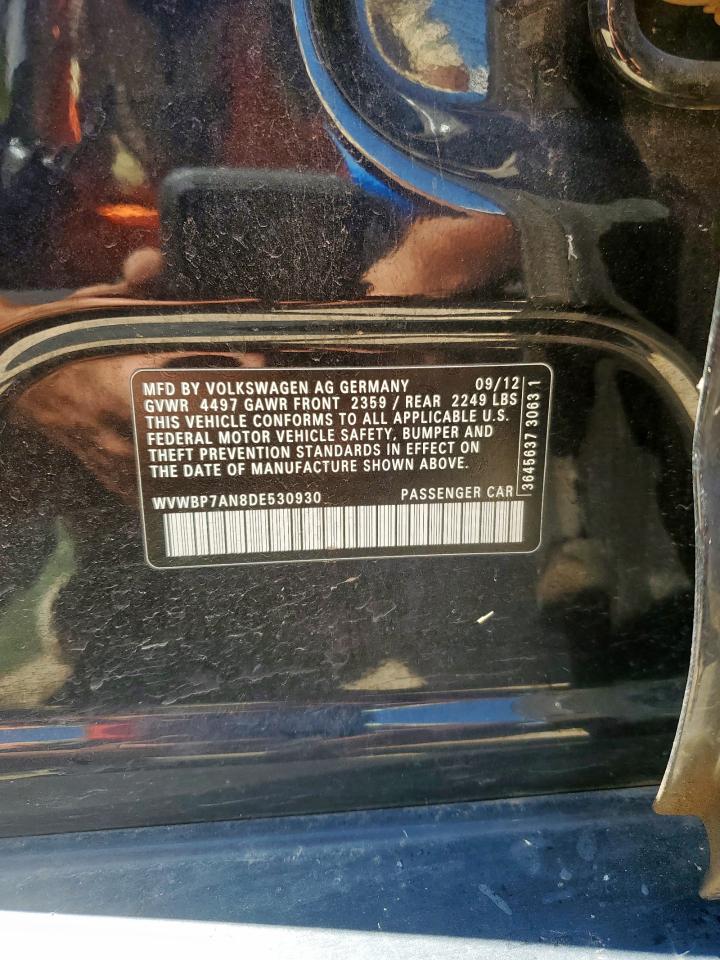 MFD BY VOLKSWAGEN AG GERMANY 09/12
GVWR 4497 GAWR FRONT 2359 / REAR 2249 LBS
THIS VEHICLE CONFORMS TO ALL APPLICABLE U.S.
FEDERAL MOTOR VEHICLE SAFETY, BUMPER AND
THEFT PREVENTION STANDARDS IN EFFECT ON
THE DATE OF MANUFACTURE SHOWN ABOVE.
WVWBP7AN8DE530930 PASSENGER CAR
3645637 3063 1